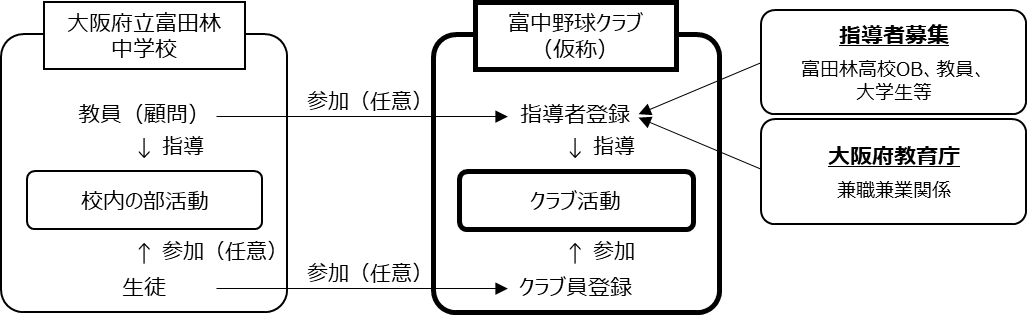 大阪府立富田林
中学校
教員（顧問）
↓ 指導
校内の部活動
↑ 参加（任意）
生徒
参加（任意）
参加（任意）
富中野球クラブ
（仮称）
指導者登録
↓ 指導
クラブ活動
↑ 参加
クラブ員登録
指導者募集
富田林高校OB、教員、
大学生等
大阪府教育庁
兼職兼業関係